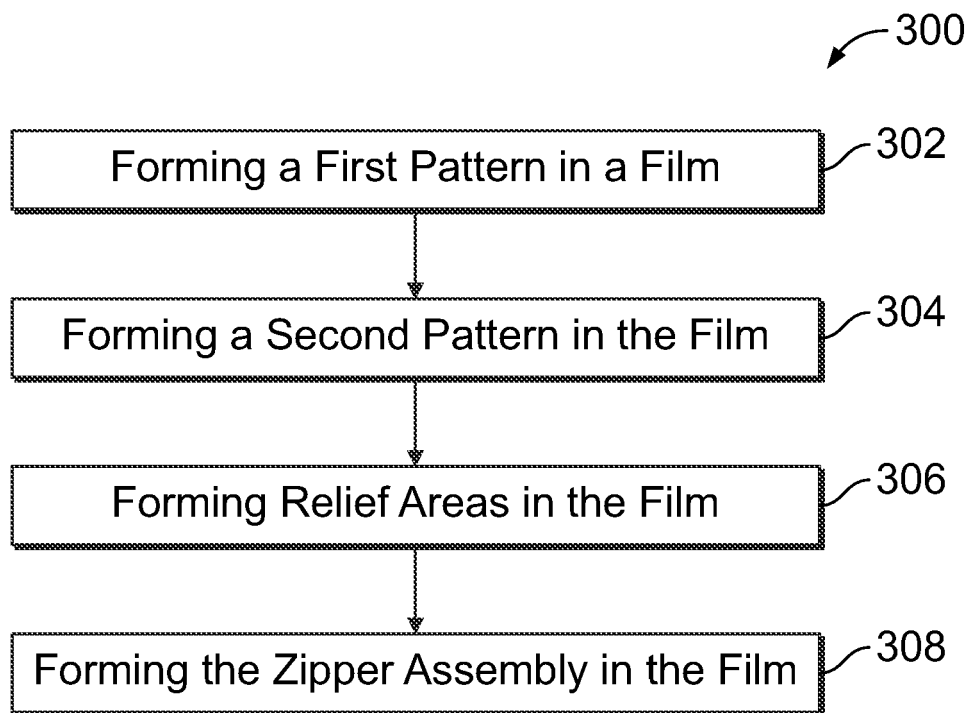 300
Forming a First Pattern in a Film
302
Forming a Second Pattern in the Film
304
Forming Relief Areas in the Film
306
Forming the Zipper Assembly in the Film
308